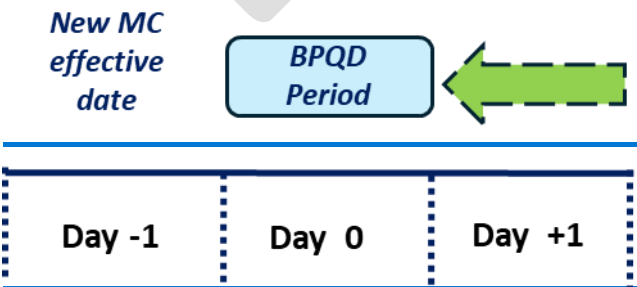 New MC
effective
date
BPQD
Period
Day -1
Day 0
Day +1